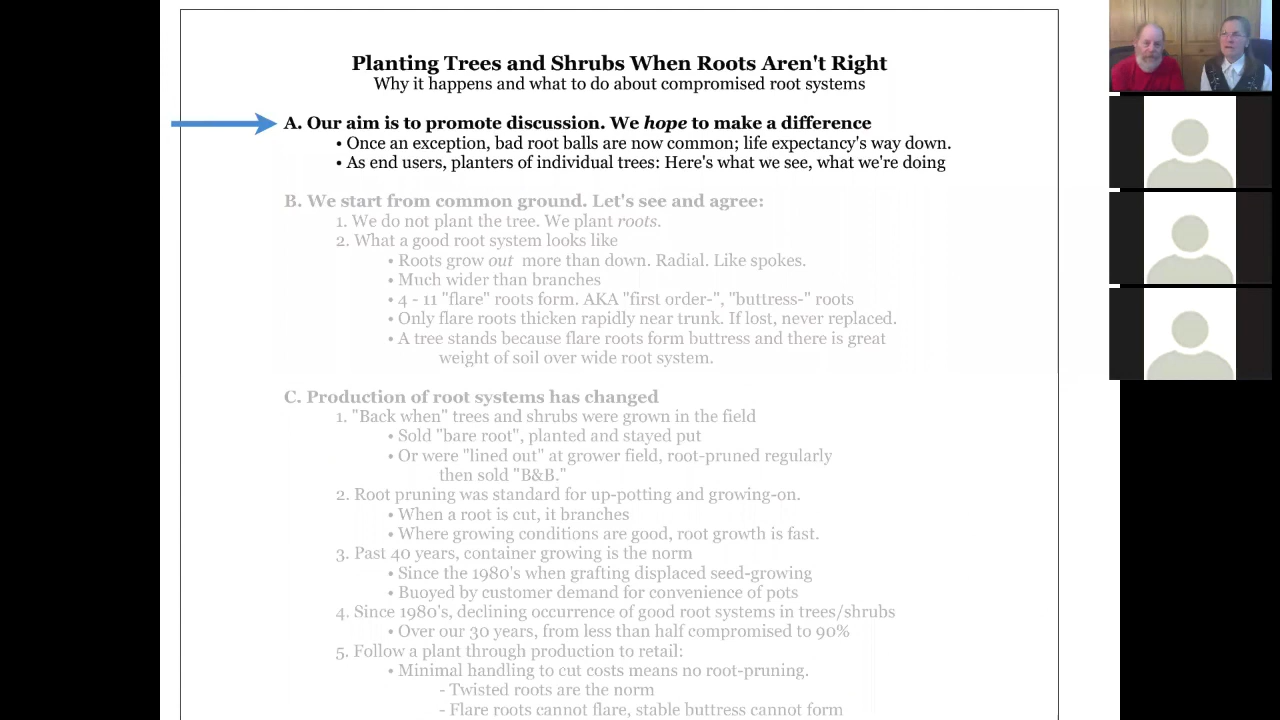 Planting Trees and Shrubs When Roots Aren't Right
Why it happens and what to do about compromised root systems
A. Our aim is to promote discussion. We hope to make a difference
• Once an exception, bad root balls are now common; life expectancy's way down.
• As end users, planters of individual trees: Here's what we see, what we're doing
B. We start from common ground. Let's see and agree:
1. We do not plant the tree. We plant roots.
2. What a good root system looks like
• Roots grow out more than down. Radial. Like spokes.
• Much wider than branches
• 4 - 11 "flare" roots form. AKA "first order-", "buttress-" roots
• Only flare roots thicken rapidly near trunk. If lost, never replaced.
• A tree stands because flare roots form buttress and there is great
weight of soil over wide root system.
C. Production of root systems has changed
1. "Back when" trees and shrubs were grown in the field
• Sold "bare root", planted and stayed put
• Or were "lined out" at grower field, root-pruned regularly
then sold "B&B."
2. Root pruning was standard for up-potting and growing-on.
• When a root is cut, it branches
• Where growing conditions are good, root growth is fast.
3. Past 40 years, container growing is the norm
• Since the 1980's when grafting displaced seed-growing
• Buoyed by customer demand for convenience of pots
4. Since 1980's, declining occurrence of good root systems in trees/shrubs
• Over our 30 years, from less than half compromised to 90%
5. Follow a plant through production to retail:
• Minimal handling to cut costs means no root-pruning.
- Twisted roots are the norm
- Flare roots cannot flare, stable buttress cannot form